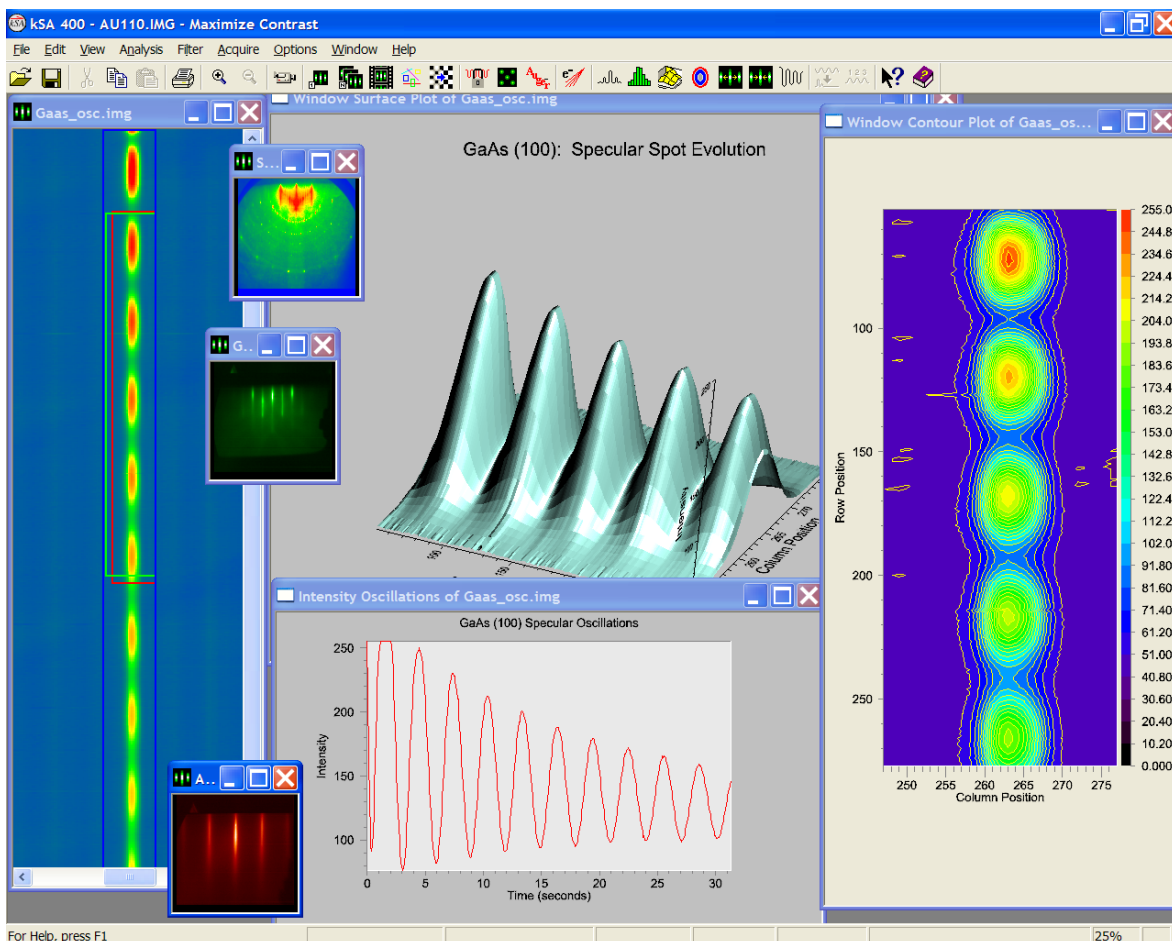 kSA 400 - AU110.IMG - Maximize Contrast
File Edit View Analysis Filter Acquire Options Window Help
Gaas_osc.img
S...
G..
A..
Window Surface Plot of Gaas_osc.img
GaAs (100): Specular Spot Evolution
100
150
Column Position
260
265
270
Intensity Oscillations of Gaas_osc.img
GaAs (100) Specular Oscillations
250
200
150
100
Intensity
0 5 10 15 20 25 30
Time (seconds)
Window Contour Plot of Gaas_os...
100
150
200
250
Row Position
250 255 260 265 270 275
Column Position
255.0
244.8
234.6
224.4
214.2
204.0
193.8
183.6
173.4
163.2
153.0
142.8
132.6
122.4
112.2
102.0
91.80
81.60
71.40
61.20
51.00
40.80
30.60
20.40
10.20
0.000
For Help, press F1
25%